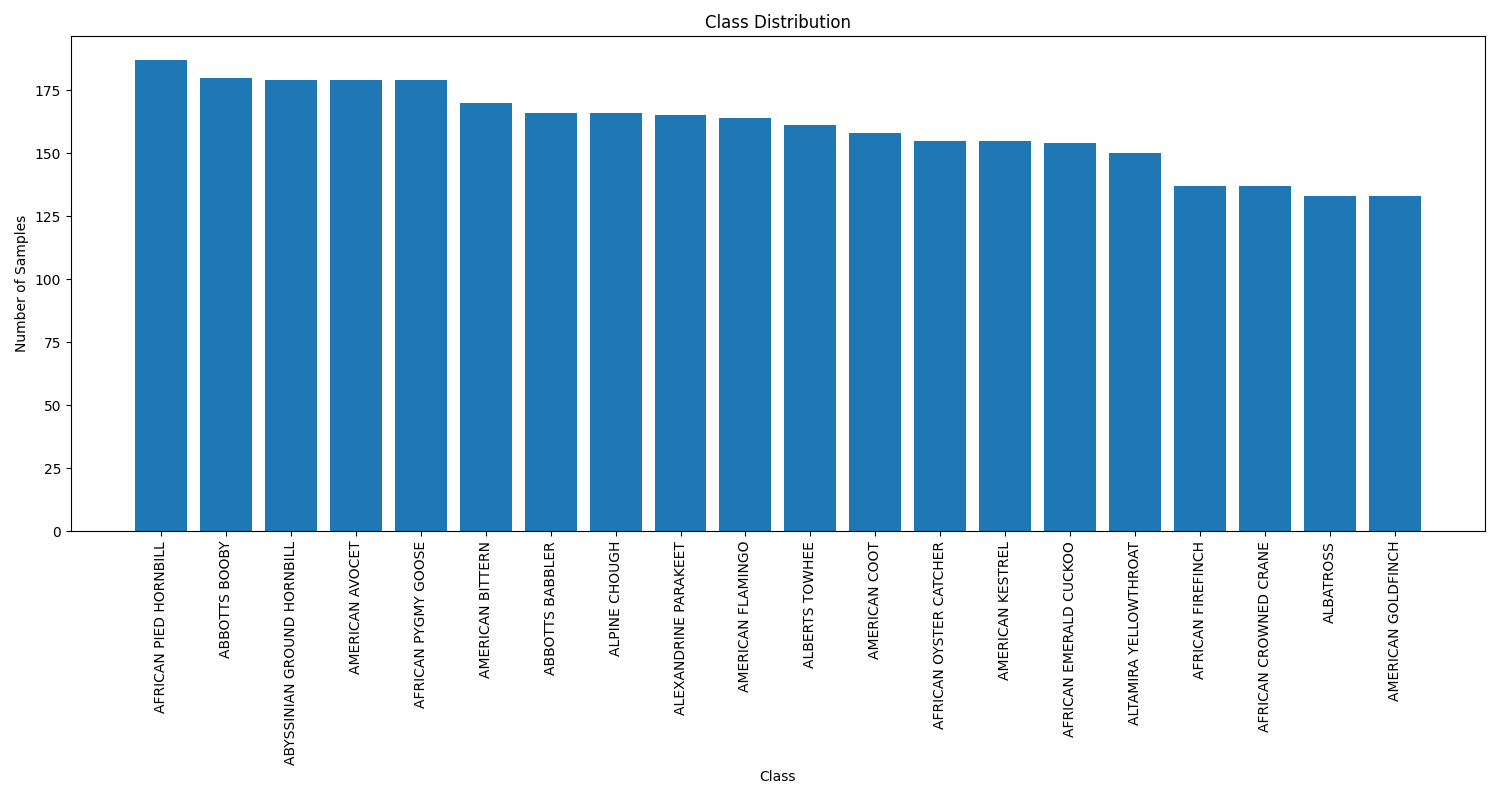 Class Distribution
Number of Samples
175
150
125
100
75
50
25
0
AFRICAN PIED HORNBILL
ABBOTTS BOOBY
ABYSSINIAN GROUND HORNBILL
AMERICAN AVOCET
AFRICAN PYGMY GOOSE
AMERICAN BITTERN
ABBOTTS BABBLER
ALPINE CHOUGH
ALEXANDRINE PARAKEET
AMERICAN FLAMINGO
ALBERTS TOWHEE
AMERICAN COOT
AFRICAN OYSTER CATCHER
AMERICAN KESTREL
AFRICAN EMERALD CUCKOO
ALTAMIRA YELLOWTHROAT
AFRICAN FIREFINCH
AFRICAN CROWNED CRANE
ALBATROSS
AMERICAN GOLDFINCH
Class